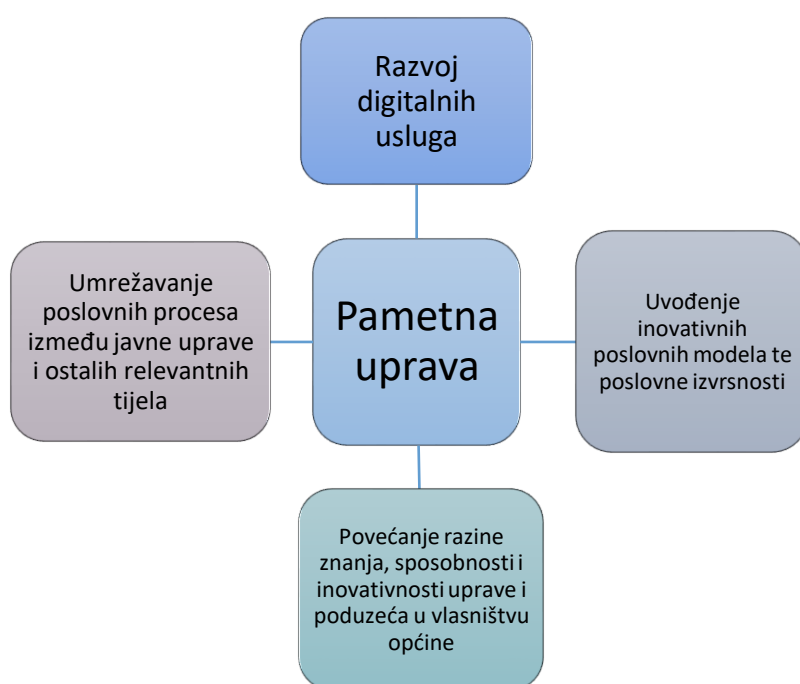 Razvoj
digitalnih
usluga
Umrežavanje
poslovnih procesa
između javne uprave
i ostalih relevantnih
tijela
Pametna
uprava
Uvođenje
inovativnih
poslovnih modela te
poslovne izvrsnosti
Povećanje razine
znanja, sposobnosti i
inovativnosti uprave i
poduzeća u vlasništvu
općine